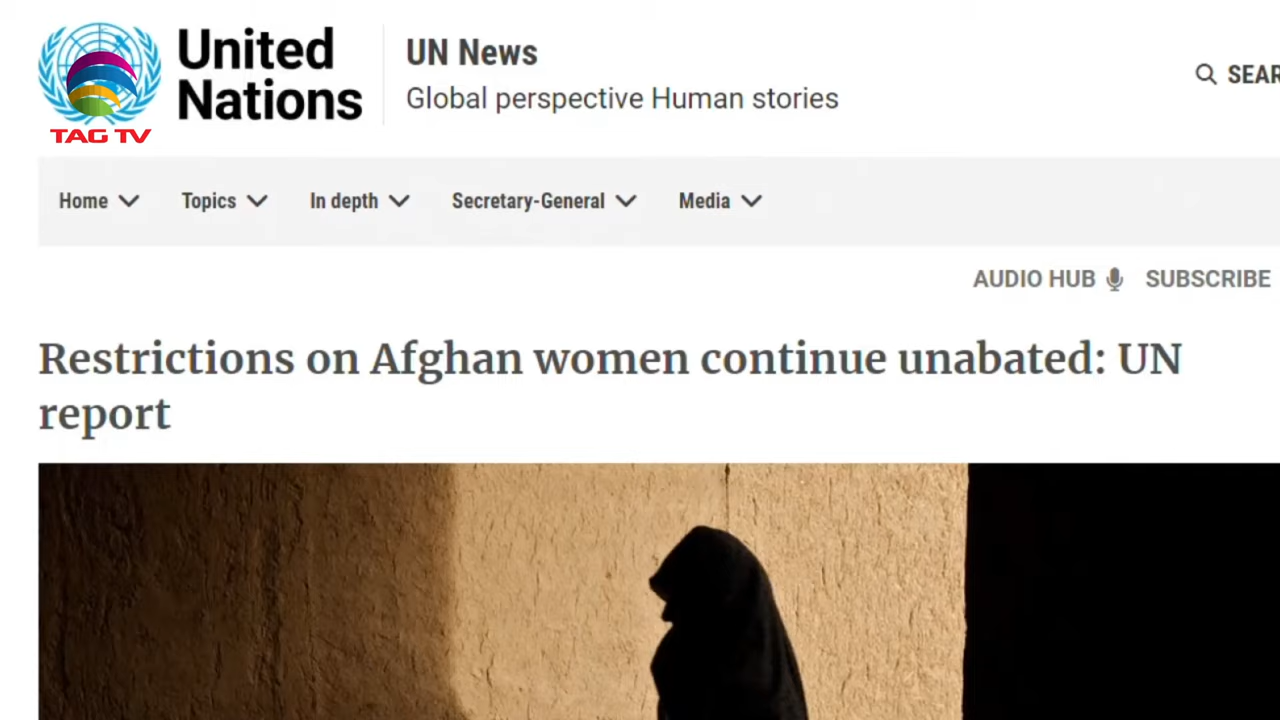 United Nations
TAG TV
UN News
Global perspective Human stories
SEAR
Home
Topics
In depth
Secretary-General
Media
AUDIO HUB
SUBSCRIBE
Restrictions on Afghan women continue unabated: UN
report